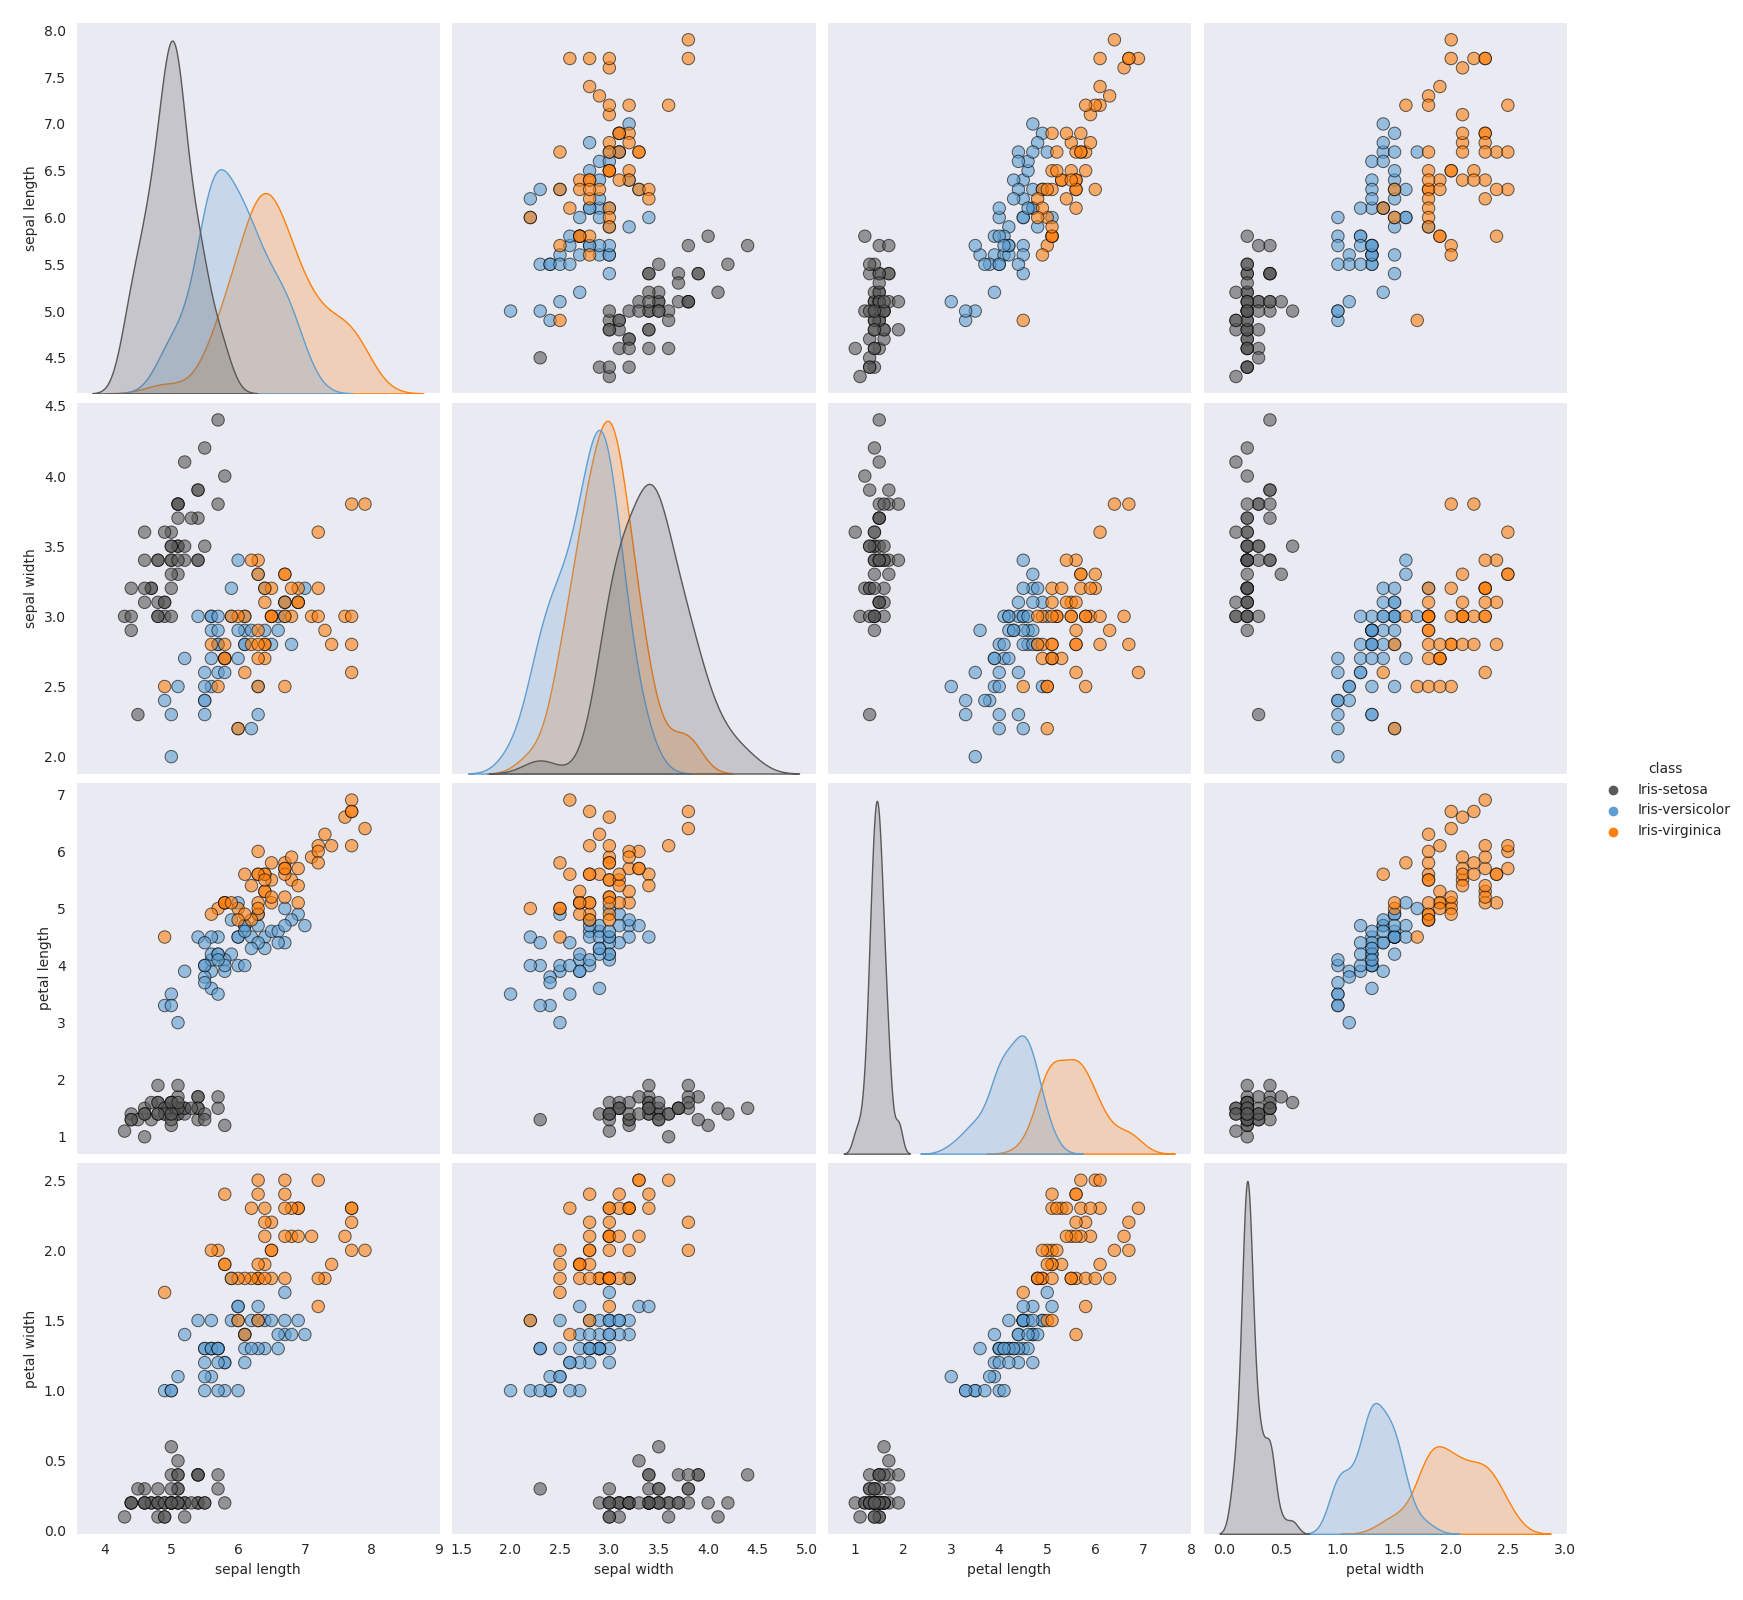 8.0
7.5
7.0
6.5
6.0
5.5
5.0
4.5
sepal length
4.5
4.0
3.5
3.0
2.5
2.0
sepal width
7
6
5
4
3
2
1
petal length
2.5
2.0
1.5
1.0
0.5
0.0
petal width
4 5 6 7 8 9
sepal length
1.5 2.0 2.5 3.0 3.5 4.0 4.5 5.0
sepal width
1 2 3 4 5 6 7 8
petal length
0.0 0.5 1.0 1.5 2.0 2.5 3.0
petal width
class
Iris-setosa
Iris-versicolor
Iris-virginica